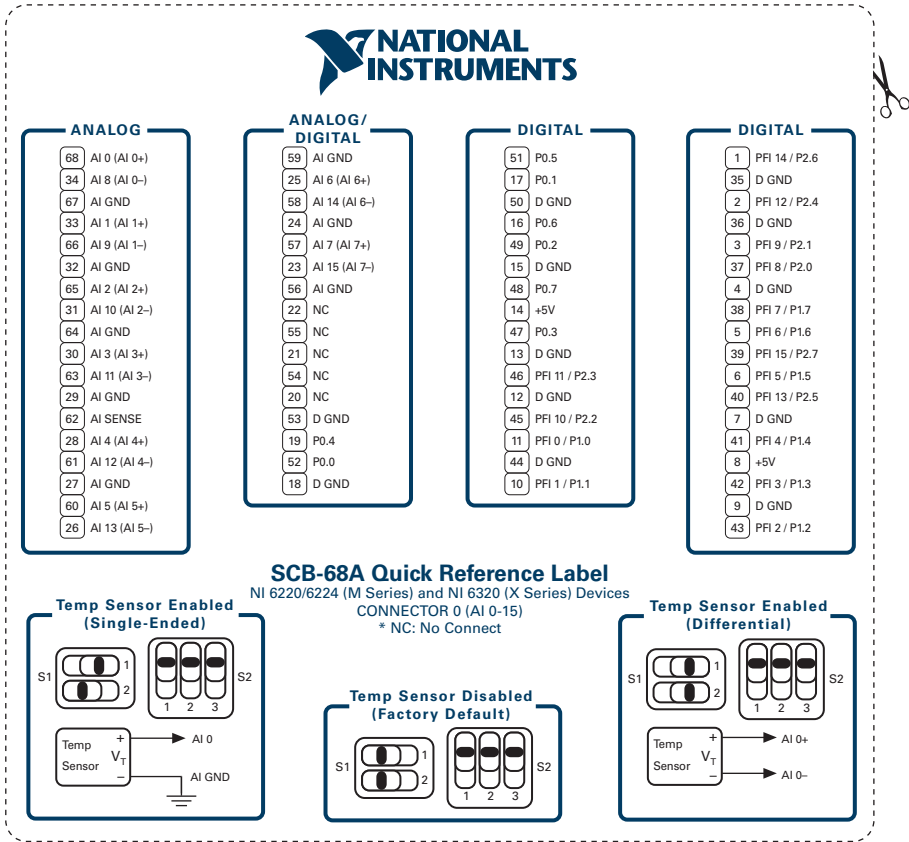 NATIONAL
INSTRUMENTS
ANALOG
68 AI 0 (AI 0+)
34 AI 8 (AI 0–)
67 AI GND
33 AI 1 (AI 1+)
66 AI 9 (AI 1–)
32 AI GND
65 AI 2 (AI 2+)
31 AI 10 (AI 2–)
64 AI GND
30 AI 3 (AI 3+)
63 AI 11 (AI 3–)
29 AI GND
62 AI SENSE
28 AI 4 (AI 4+)
61 AI 12 (AI 4–)
27 AI GND
60 AI 5 (AI 5+)
26 AI 13 (AI 5–)
ANALOG/
DIGITAL
59 AI GND
25 AI 6 (AI 6+)
58 AI 14 (AI 6–)
24 AI GND
57 AI 7 (AI 7+)
23 AI 15 (AI 7–)
56 AI GND
22 NC
55 NC
21 NC
54 NC
20 NC
53 D GND
19 P0.4
52 P0.0
18 D GND
DIGITAL
51 P0.5
17 P0.1
50 D GND
16 P0.6
49 P0.2
15 D GND
48 P0.7
14 +5V
47 P0.3
13 D GND
46 PFI 11 / P2.3
12 D GND
45 PFI 10 / P2.2
11 PFI 0 / P1.0
44 D GND
10 PFI 1 / P1.1
DIGITAL
1 PFI 14 / P2.6
35 D GND
2 PFI 12 / P2.4
36 D GND
3 PFI 9 / P2.1
37 PFI 8 / P2.0
4 D GND
38 PFI 7 / P1.7
5 PFI 6 / P1.6
39 PFI 15 / P2.7
6 PFI 5 / P1.5
40 PFI 13 / P2.5
7 D GND
41 PFI 4 / P1.4
8 +5V
42 PFI 3 / P1.3
9 D GND
43 PFI 2 / P1.2
SCB-68A Quick Reference Label
NI 6220/6224 (M Series) and NI 6320 (X Series) Devices
CONNECTOR 0 (AI 0-15)
* NC: No Connect
Temp Sensor Enabled
(Single-Ended)
S1
1
2
1 2 3
S2
Temp
Sensor
+
VT
–
AI 0
AI GND
Temp Sensor Disabled
(Factory Default)
S1
1
2
1 2 3
S2
Temp Sensor Enabled
(Differential)
S1
1
2
1 2 3
S2
Temp
Sensor
+
VT
–
AI 0+
AI 0–